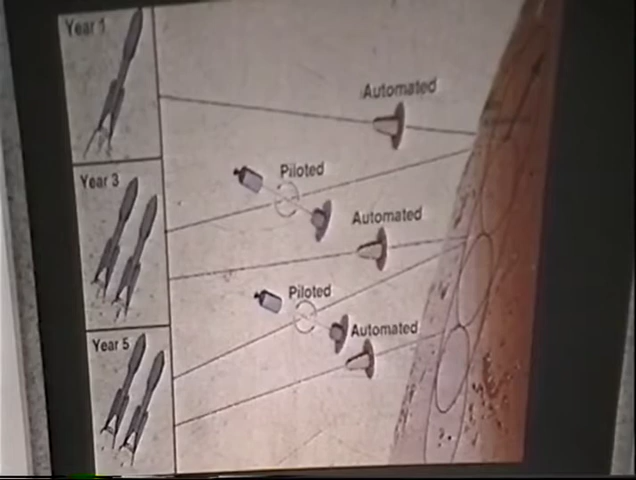 Year 1
Automated
Piloted
Year 3
Automated
Piloted
Year 5
Automated